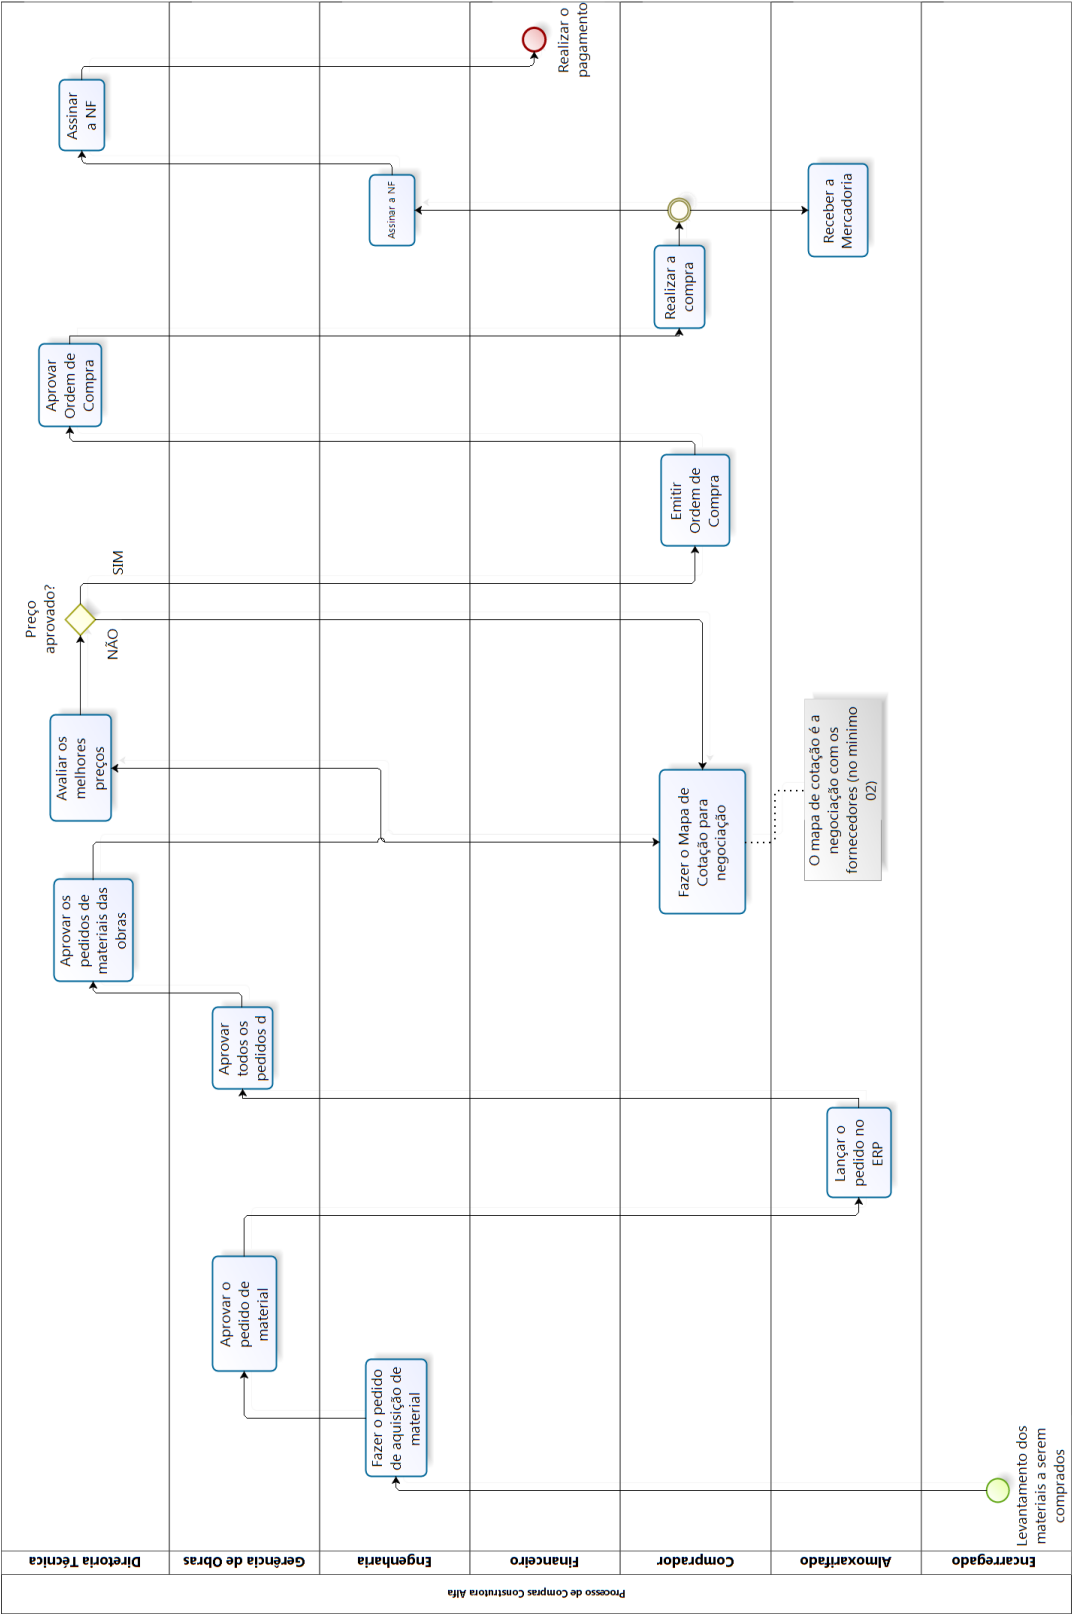 Processo de Compras Construtora Alfa
Diretoria Técnica
Gerência de Obras
Engenharia
Financeiro
Comprador
Almoxarifado
Encarregado
Levantamento dos
materiais a serem
comprados
Fazer o pedido
de aquisição de
material
Aprovar o
pedido de
material
Lançar o
pedido no
ERP
Aprovar
todos os
pedidos d
Aprovar os
pedidos de
materiais das
obras
Fazer o Mapa de
Cotação para
negociação
O mapa de cotação é a
negociação com os
fornecedores (no minimo
02)
Avaliar os
melhores
preços
Preço
aprovado?
NÃO
SIM
Emitir
Ordem de
Compra
Aprovar
Ordem de
Compra
Realizar a
compra
Receber a
Mercadoria
Assinar a NF
Assinar
a NF
Realizar o
pagamento